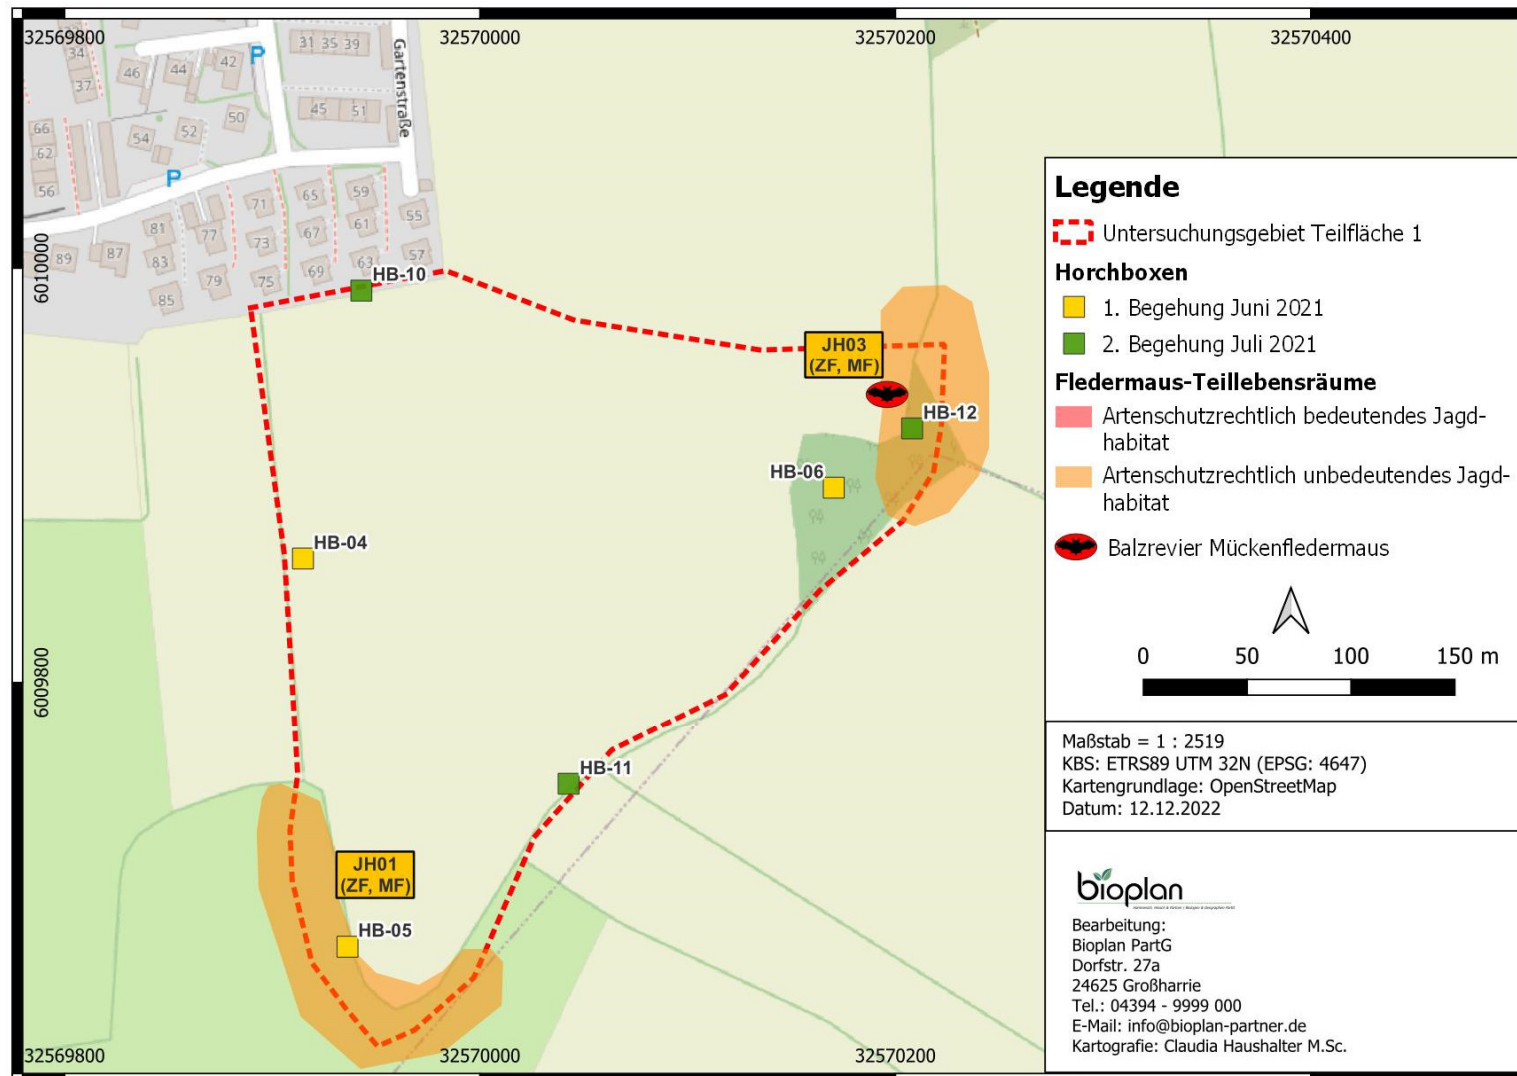 32569800
32570000
32570200
32570400
6010000
6009800
32569800
32570000
32570200
34
37
46
44
42
P
31 35 39
Gartenstraße
45
51
50
52
54
66
62
56
P
71
65
59
55
81
77
73
67
61
57
89
87
83
79
75
69
63
85
HB-10
JH03
(ZF, MF)
HB-12
HB-06
HB-04
HB-11
JH01
(ZF, MF)
HB-05
Legende
Untersuchungsgebiet Teilfläche 1
Horchboxen
1. Begehung Juni 2021
2. Begehung Juli 2021
Fledermaus-Teillebensräume
Artenschutzrechtlich bedeutendes Jagd-
habitat
Artenschutzrechtlich unbedeutendes Jagd-
habitat
Balzrevier Mückenfledermaus
0 50 100 150 m
Maßstab = 1 : 2519
KBS: ETRS89 UTM 32N (EPSG: 4647)
Kartengrundlage: OpenStreetMap
Datum: 12.12.2022
bioplan
Bearbeitung:
Bioplan PartG
Dorfstr. 27a
24625 Großharrie
Tel.: 04394 - 9999 000
E-Mail: info@bioplan-partner.de
Kartografie: Claudia Haushalter M.Sc.